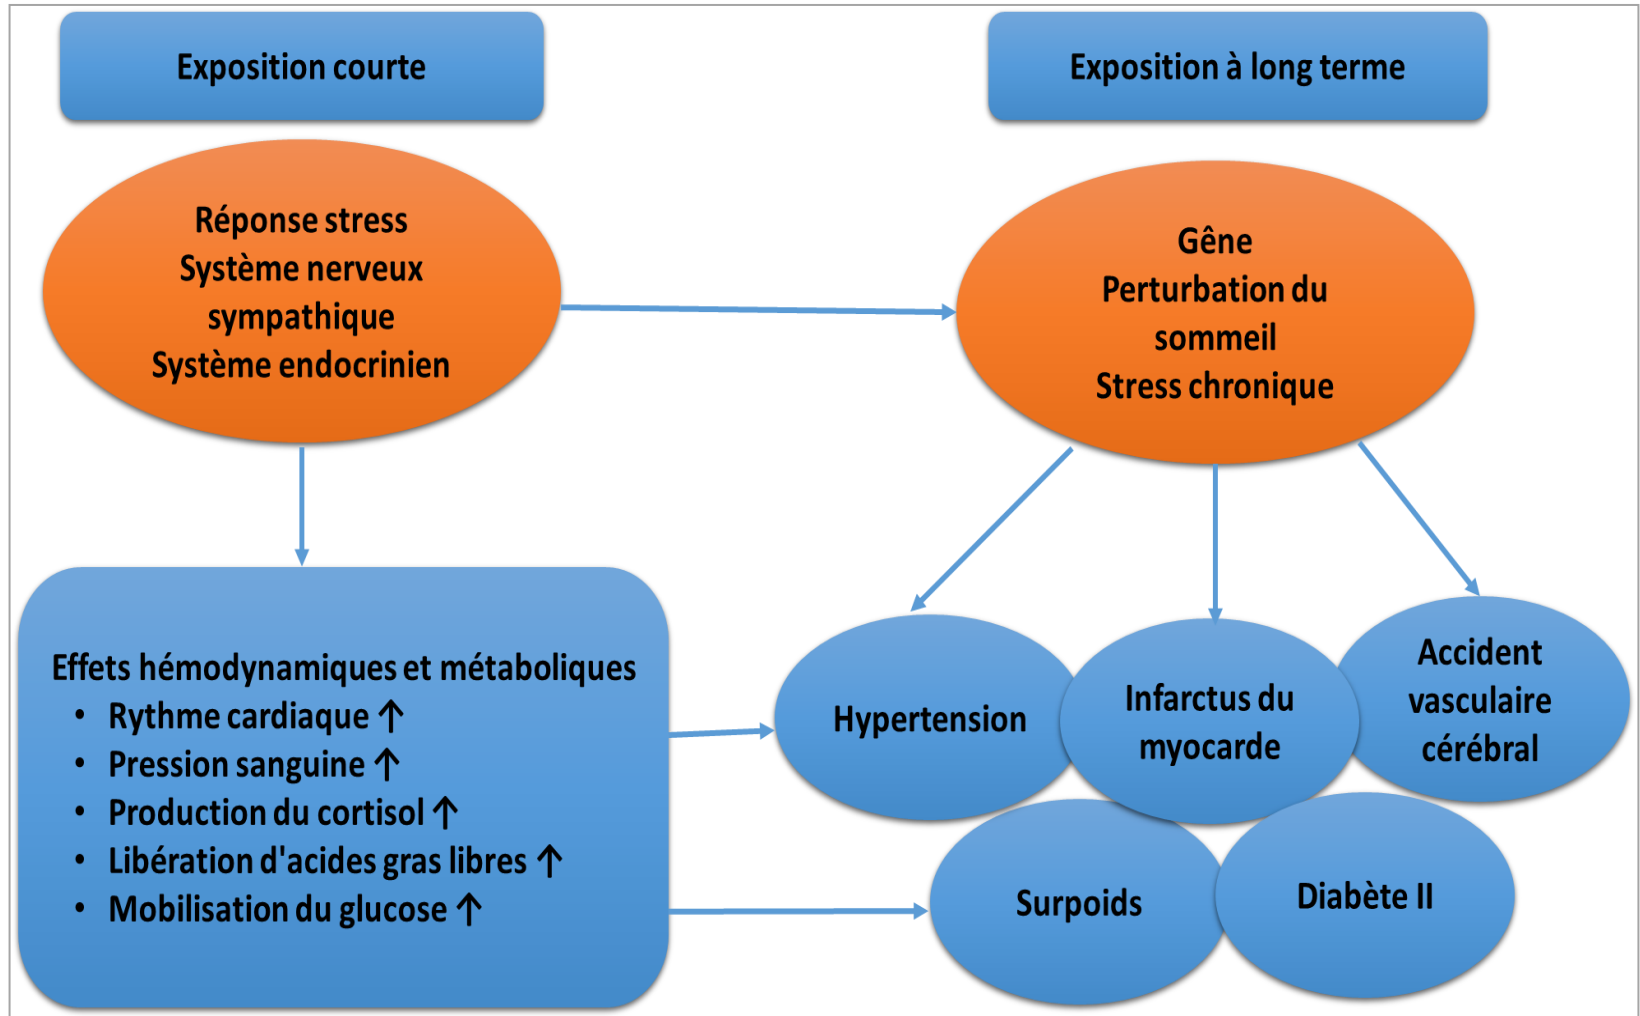 Exposition courte
Exposition à long terme
Réponse stress
Système nerveux
sympathique
Système endocrinien
Gêne
Perturbation du
sommeil
Stress chronique
Effets hémodynamiques et métaboliques
• Rythme cardiaque ↑
• Pression sanguine ↑
• Production du cortisol ↑
• Libération d'acides gras libres ↑
• Mobilisation du glucose ↑
Hypertension
Infarctus du
myocarde
Accident
vasculaire
cérébral
Surpoids
Diabète II